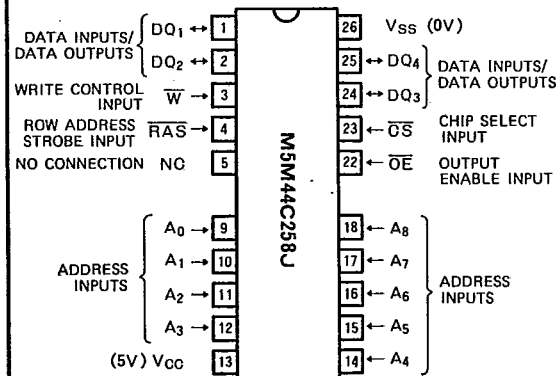 DATA INPUTS/
DATA OUTPUTS
DQ1 ↔ 1
DQ2 ↔ 2
WRITE CONTROL
INPUT
W̅ → 3
ROW ADDRESS
STROBE INPUT
R̅A̅S̅ → 4
NO CONNECTION NC 5
ADDRESS
INPUTS
A0 → 9
A1 → 10
A2 → 11
A3 → 12
(5V) VCC 13
M5M44C258J
26 VSS (0V)
25 ↔ DQ4
24 ↔ DQ3
DATA INPUTS/
DATA OUTPUTS
23 ← C̅S̅
CHIP SELECT
INPUT
22 ← O̅E̅
OUTPUT
ENABLE INPUT
18 ← A8
17 ← A7
16 ← A6
15 ← A5
14 ← A4
ADDRESS
INPUTS